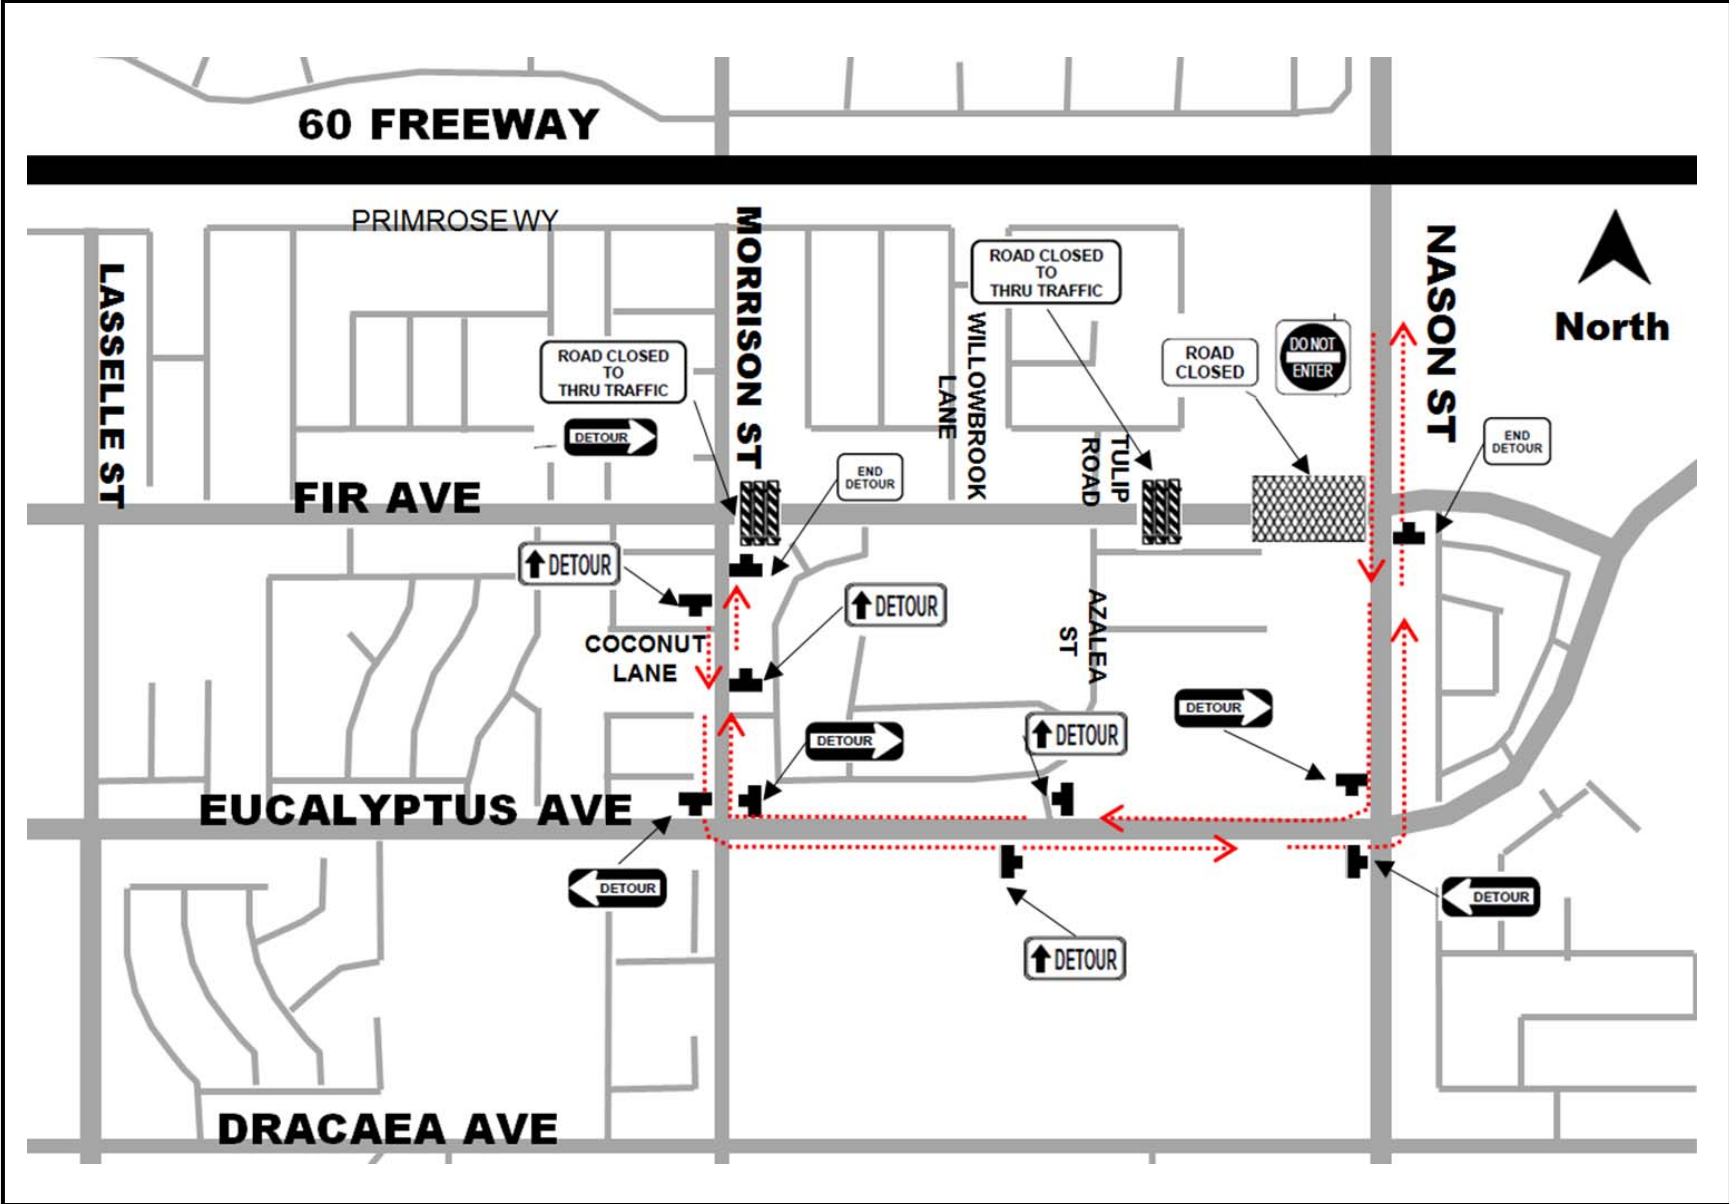 60 FREEWAY
PRIMROSE WY
MORRISON ST
NASON ST
LASSELLE ST
ROAD CLOSED
TO
THRU TRAFFIC
North
WILLOWBROOK
LANE
ROAD CLOSED
TO
THRU TRAFFIC
ROAD
CLOSED
DO NOT
ENTER
DETOUR
END
DETOUR
TULIP
ROAD
END
DETOUR
FIR AVE
DETOUR
DETOUR
COCONUT
LANE
AZALEA
ST
DETOUR
DETOUR
DETOUR
EUCALYPTUS AVE
DETOUR
DETOUR
DETOUR
DRACAEA AVE